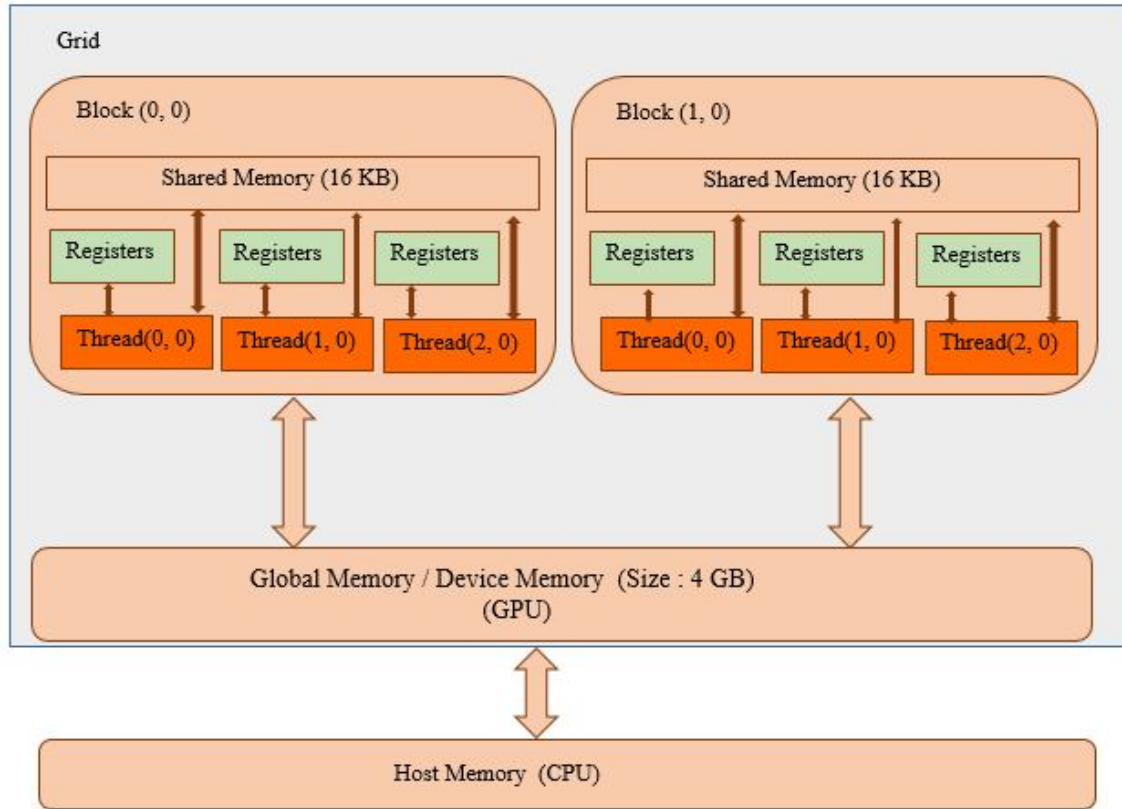 Grid
Block (0, 0)
Shared Memory (16 KB)
Registers
Registers
Registers
Thread(0, 0)
Thread(1, 0)
Thread(2, 0)
Block (1, 0)
Shared Memory (16 KB)
Registers
Registers
Registers
Thread(0, 0)
Thread(1, 0)
Thread(2, 0)
Global Memory / Device Memory (Size : 4 GB)
(GPU)
Host Memory (CPU)